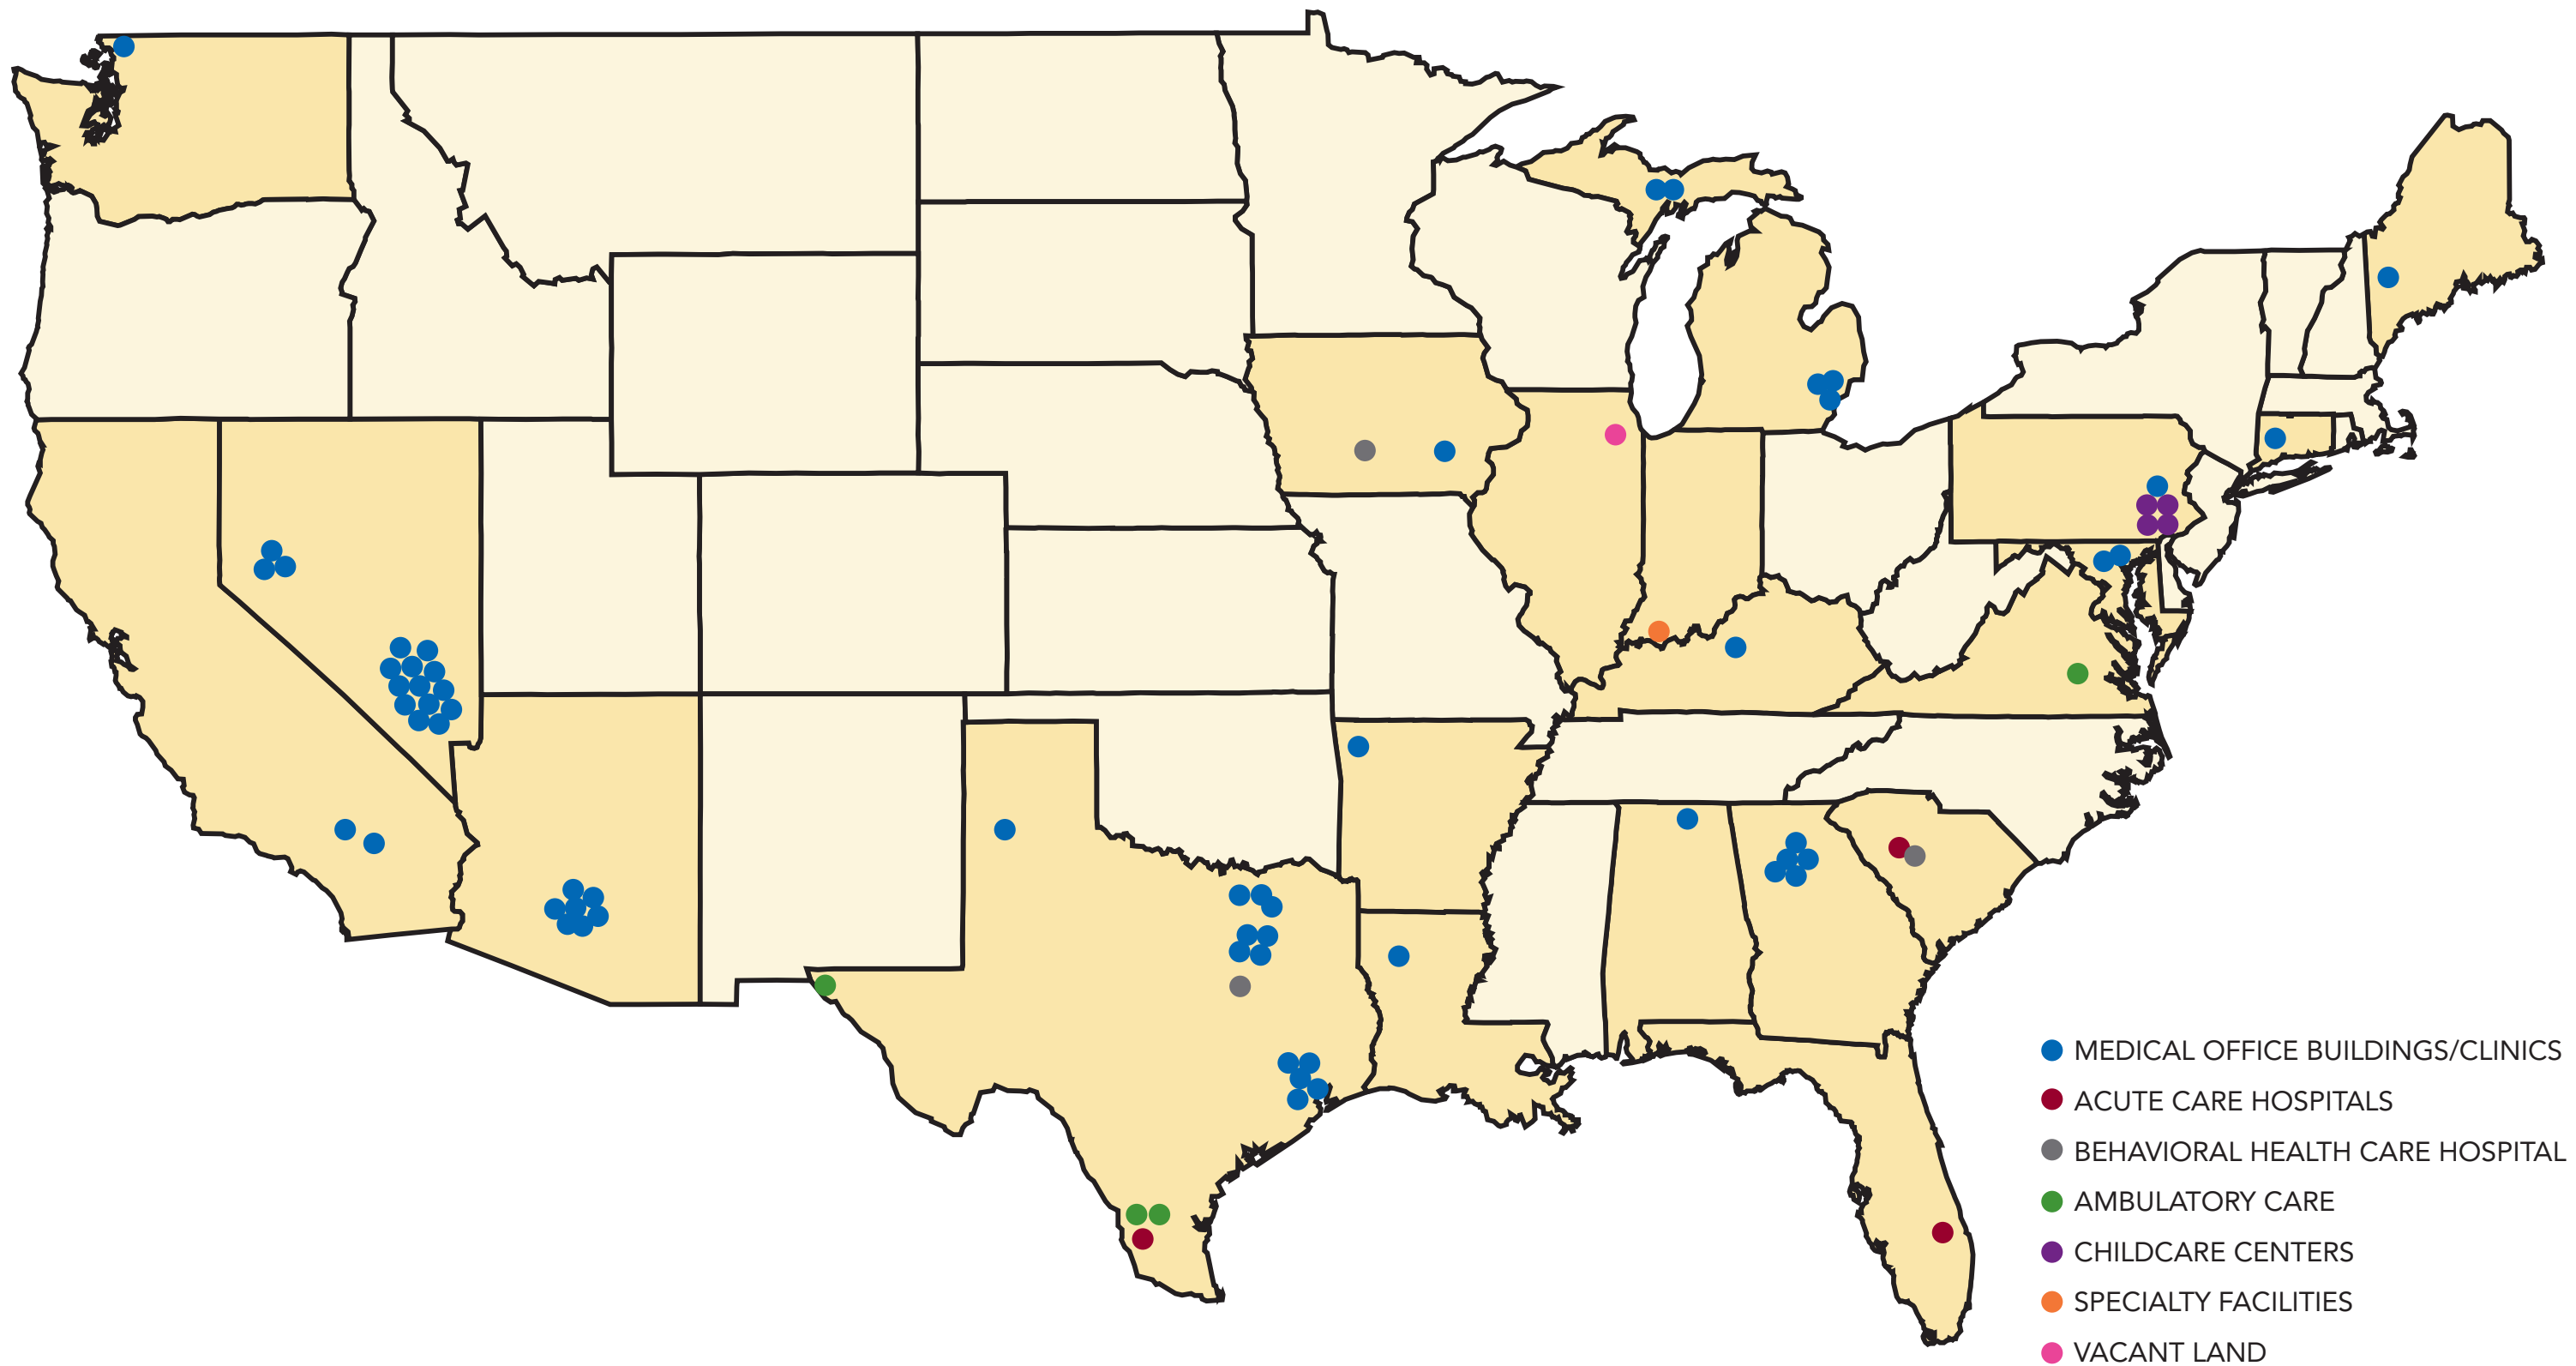 MEDICAL OFFICE BUILDINGS/CLINICS
ACUTE CARE HOSPITALS
BEHAVIORAL HEALTH CARE HOSPITAL
AMBULATORY CARE
CHILDCARE CENTERS
SPECIALTY FACILITIES
VACANT LAND